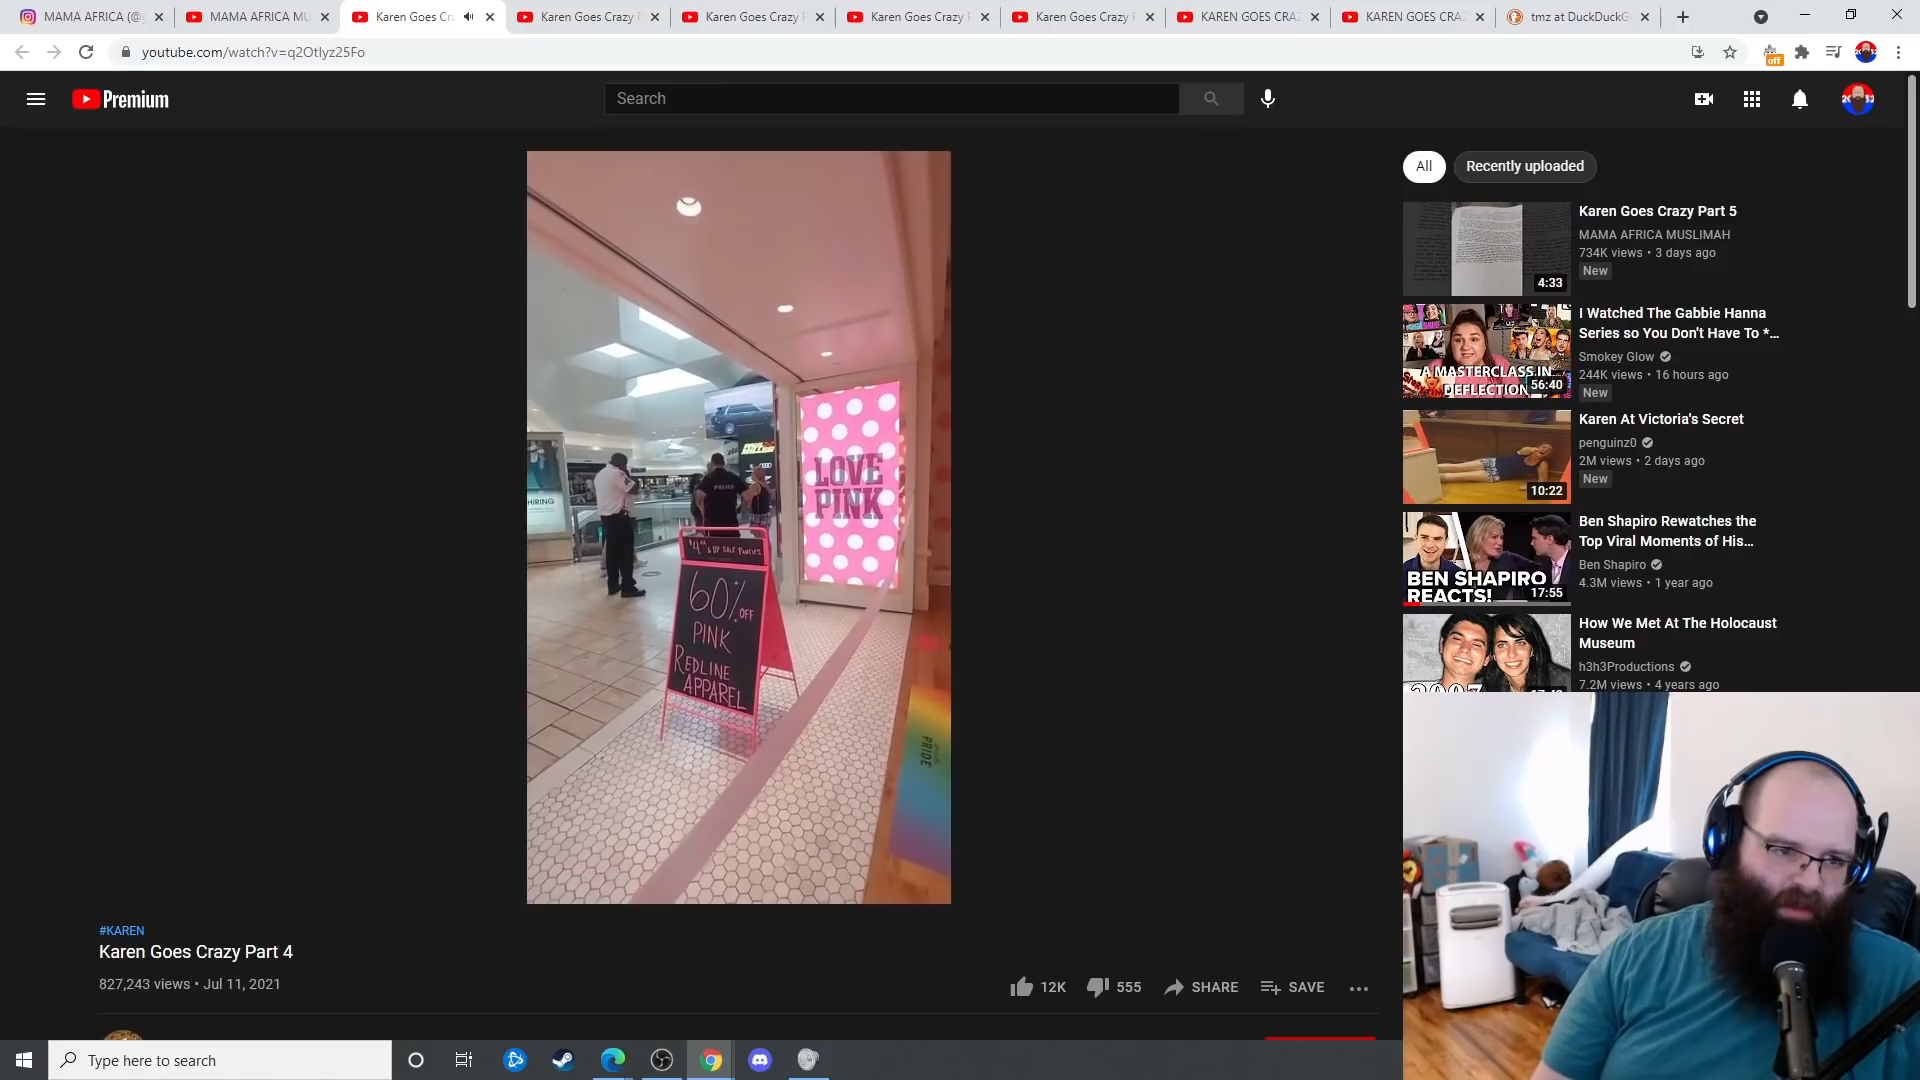 MAMA AFRICA (@
MAMA AFRICA MU
Karen Goes Cra
Karen Goes Crazy P
Karen Goes Crazy P
Karen Goes Crazy P
Karen Goes Crazy P
KAREN GOES CRAZ
KAREN GOES CRAZ
tmz at DuckDuckG
youtube.com/watch?v=q2Otlyz25Fo
off
Premium
Search
HIRING
POLICE
LOVE
PINK
60%
OFF
PINK
REDLINE
APPAREL
PRIDE
#KAREN
Karen Goes Crazy Part 4
827,243 views • Jul 11, 2021
12K
555
SHARE
SAVE
All
Recently uploaded
4:33
Karen Goes Crazy Part 5
MAMA AFRICA MUSLIMAH
734K views • 3 days ago
New
A MASTERCLASS IN
DEFLECTION
56:40
I Watched The Gabbie Hanna
Series so You Don't Have To *...
Smokey Glow
244K views • 16 hours ago
New
10:22
Karen At Victoria's Secret
penguinz0
2M views • 2 days ago
New
BEN SHAPIRO
REACTS!
17:55
Ben Shapiro Rewatches the
Top Viral Moments of His...
Ben Shapiro
4.3M views • 1 year ago
How We Met At The Holocaust
Museum
h3h3Productions
7.2M views • 4 years ago
Type here to search